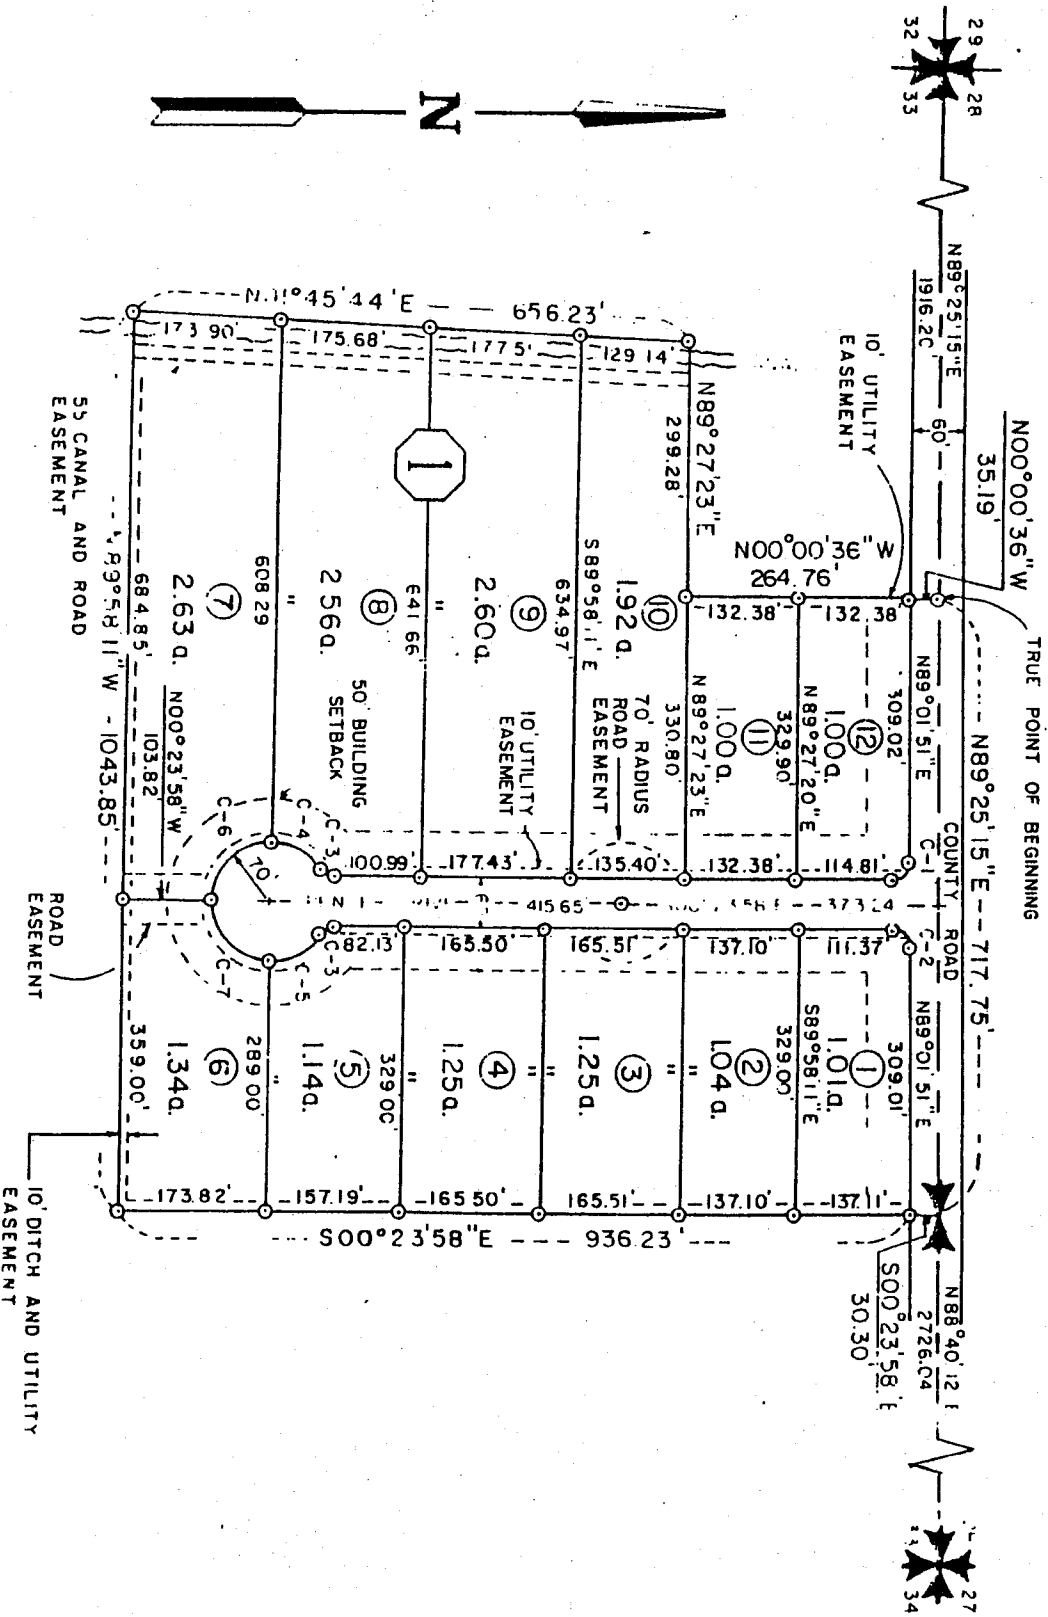 29
28
32
33
N
N89°25'15"E
1916.20'
60'
N00°00'36"W
35.19'
TRUE POINT OF BEGINNING
N89°25'15"E - 717.75'
COUNTY ROAD
10' UTILITY
EASEMENT
N89°01'51"E
309.02'
C-1
C-2
N89°01'51"E
309.01'
N88°40'12
2726.04
27
34
S00°23'58"E
30.30'
N00°00'36"W
264.76
132.38'
132.38'
12
1.00a.
N89°27'20"E
329.90'
11
1.00a.
N89°27'23"E
330.80'
114.81'
132.38'
135.40'
177.43'
100.99'
373.24
415.65
111.37'
137.10'
165.51'
165.50'
82.13'
1
1.01a.
S89°58'11"E
329.00'
2
1.04a.
"
"
3
1.25a.
"
"
4
1.25a.
"
329.00'
5
1.14a.
"
289.00'
6
1.34a.
359.00'
137.11'
137.10'
165.51'
165.50'
157.19'
173.82'
S00°23'58"E --- 936.23'
N89°27'23"E
299.28'
10
1.92a.
S89°58'11"E
634.97'
9
2.60a.
"
641.66'
8
2.56a.
"
608.29
7
2.63a.
684.85'
1
129.14'
177.5
175.68'
173.90'
45'44"E — 656.23'
70' RADIUS
ROAD
EASEMENT
10' UTILITY
EASEMENT
50' BUILDING
SETBACK
C-3
C-4
C-6
70'
C-3
C-5
C-7
N00°23'58"W
103.82'
89°58'11"W - 1043.85'
55 CANAL AND ROAD
EASEMENT
ROAD
EASEMENT
10' DITCH AND UTILITY
EASEMENT